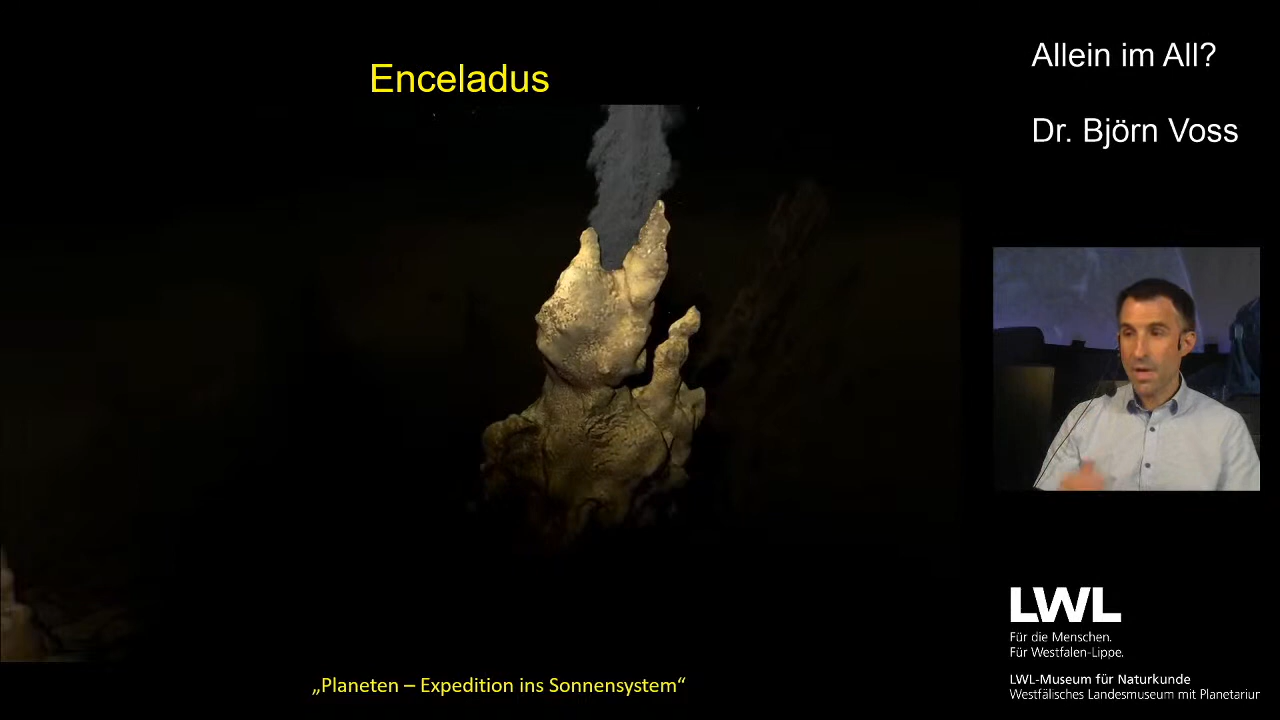 Enceladus
„Planeten – Expedition ins Sonnensystem“
Allein im All?
Dr. Björn Voss
LWL
Für die Menschen.
Für Westfalen-Lippe.
LWL-Museum für Naturkunde
Westfälisches Landesmuseum mit Planetariur